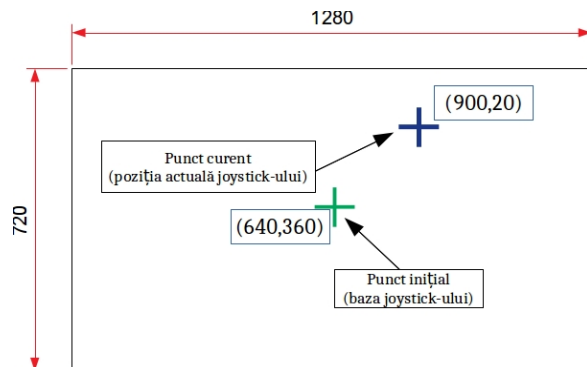 1280
(900,20)
Punct curent
(poziția actuală joystick-ului)
720
(640,360)
Punct inițial
(baza joystick-ului)